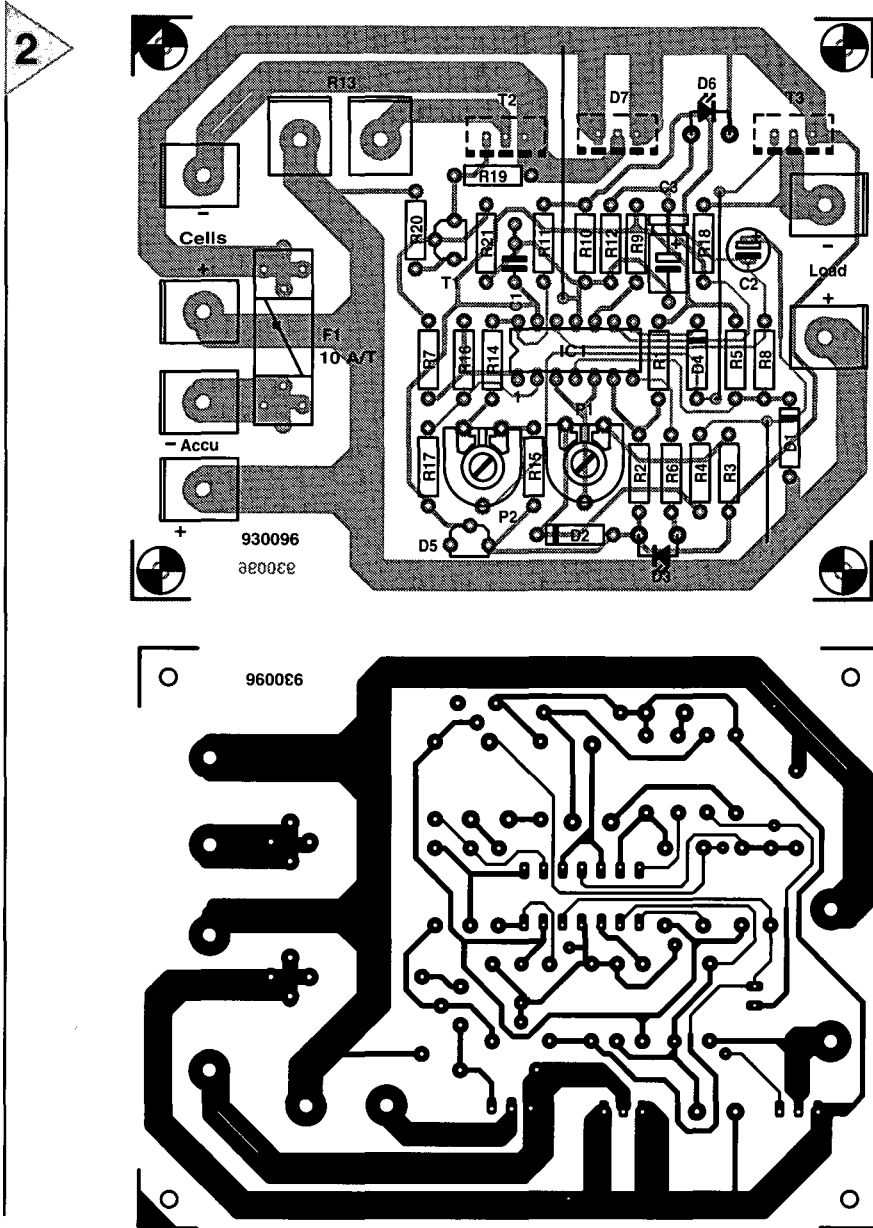 2
R13
T2
D7
D6
T3
R19
-
Cells
+
R20
R21
C1
R11
R10
R12
R9
C3
+
R18
+
C2
-
Load
+
T
F1
10 A/T
R7
R16
R14
IC1
R1
D4
R5
R8
1
P1
- Accu
+
R17
R15
R2
R6
R4
R3
D1
P2
D5
D2
D3
930096
930096
930096